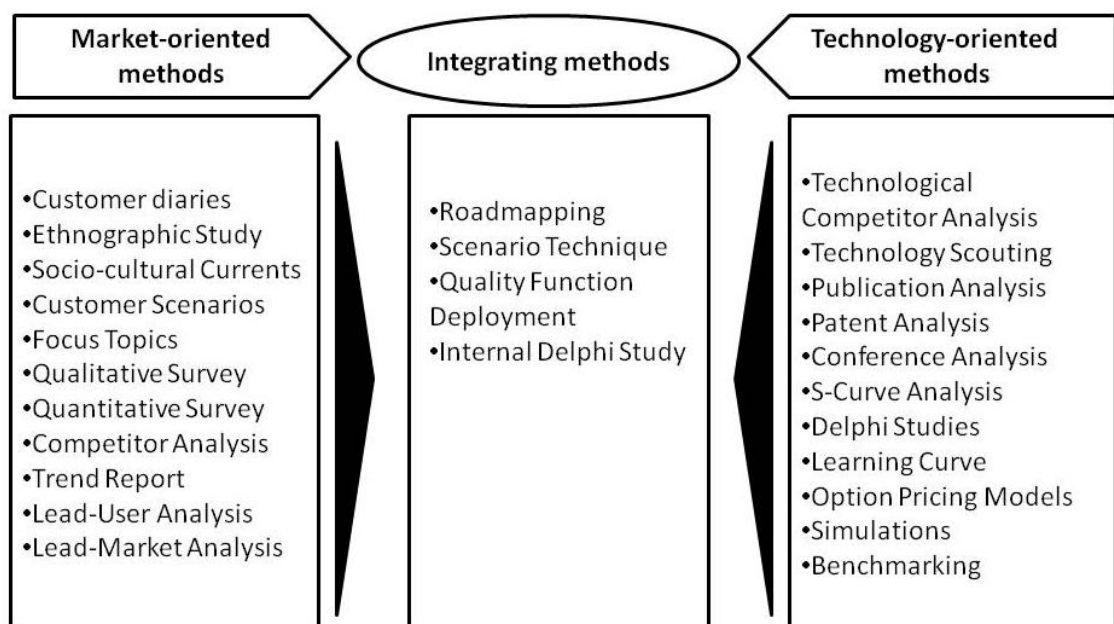 Market-oriented
methods
Integrating methods
Technology-oriented
methods
•Customer diaries
•Ethnographic Study
•Socio-cultural Currents
•Customer Scenarios
•Focus Topics
•Qualitative Survey
•Quantitative Survey
•Competitor Analysis
•Trend Report
•Lead-User Analysis
•Lead-Market Analysis
•Roadmapping
•Scenario Technique
•Quality Function
Deployment
•Internal Delphi Study
•Technological
Competitor Analysis
•Technology Scouting
•Publication Analysis
•Patent Analysis
•Conference Analysis
•S-Curve Analysis
•Delphi Studies
•Learning Curve
•Option Pricing Models
•Simulations
•Benchmarking